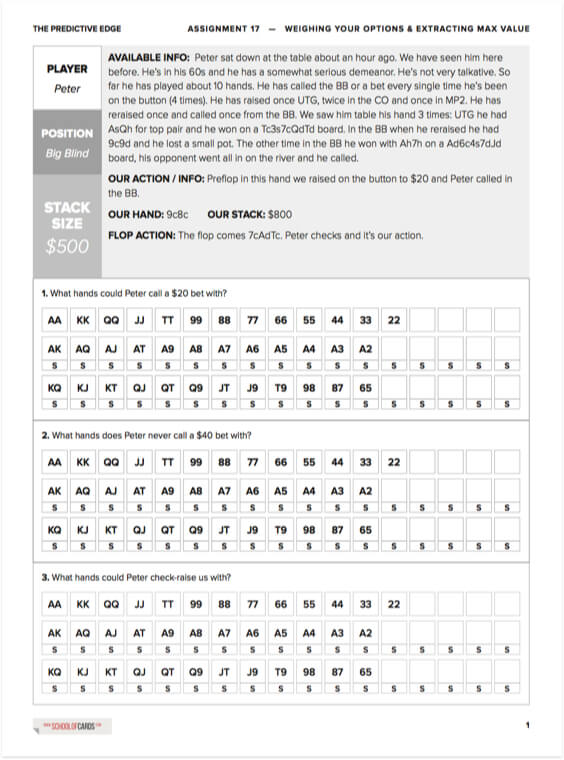 THE PREDICTIVE EDGE ASSIGNMENT 17 — WEIGHING YOUR OPTIONS & EXTRACTING MAX VALUE
PLAYER
Peter
POSITION
Big Blind
STACK
SIZE
$500
AVAILABLE INFO: Peter sat down at the table about an hour ago. We have seen him here
before. He's in his 60s and he has a somewhat serious demeanor. He's not very talkative. So
far he has played about 10 hands. He has called the BB or a bet every single time he's been
on the button (4 times). He has raised once UTG, twice in the CO and once in MP2. He has
reraised once and called once from the BB. We saw him table his hand 3 times: UTG he had
AsQh for top pair and he won on a Tc3s7cQdTd board. In the BB when he reraised he had
9c9d and he lost a small pot. The other time in the BB he won with Ah7h on a Ad6c4s7dJd
board, his opponent went all in on the river and he called.
OUR ACTION / INFO: Preflop in this hand we raised on the button to $20 and Peter called in
the BB.
OUR HAND: 9c8c OUR STACK: $800
FLOP ACTION: The flop comes 7cAdTc. Peter checks and it's our action.
1. What hands could Peter call a $20 bet with?
AA KK QQ JJ TT 99 88 77 66 55 44 33 22
AK AQ AJ AT A9 A8 A7 A6 A5 A4 A3 A2
S S S S S S S S S S S S S S S S S
KQ KJ KT QJ QT Q9 JT J9 T9 98 87 65
S S S S S S S S S S S S S S S S S
2. What hands does Peter never call a $40 bet with?
AA KK QQ JJ TT 99 88 77 66 55 44 33 22
AK AQ AJ AT A9 A8 A7 A6 A5 A4 A3 A2
S S S S S S S S S S S S S S S S S
KQ KJ KT QJ QT Q9 JT J9 T9 98 87 65
S S S S S S S S S S S S S S S S S
3. What hands could Peter check-raise us with?
AA KK QQ JJ TT 99 88 77 66 55 44 33 22
AK AQ AJ AT A9 A8 A7 A6 A5 A4 A3 A2
S S S S S S S S S S S S S S S S S
KQ KJ KT QJ QT Q9 JT J9 T9 98 87 65
S S S S S S S S S S S S S S S S S
SCHOOLOFCARDS 1